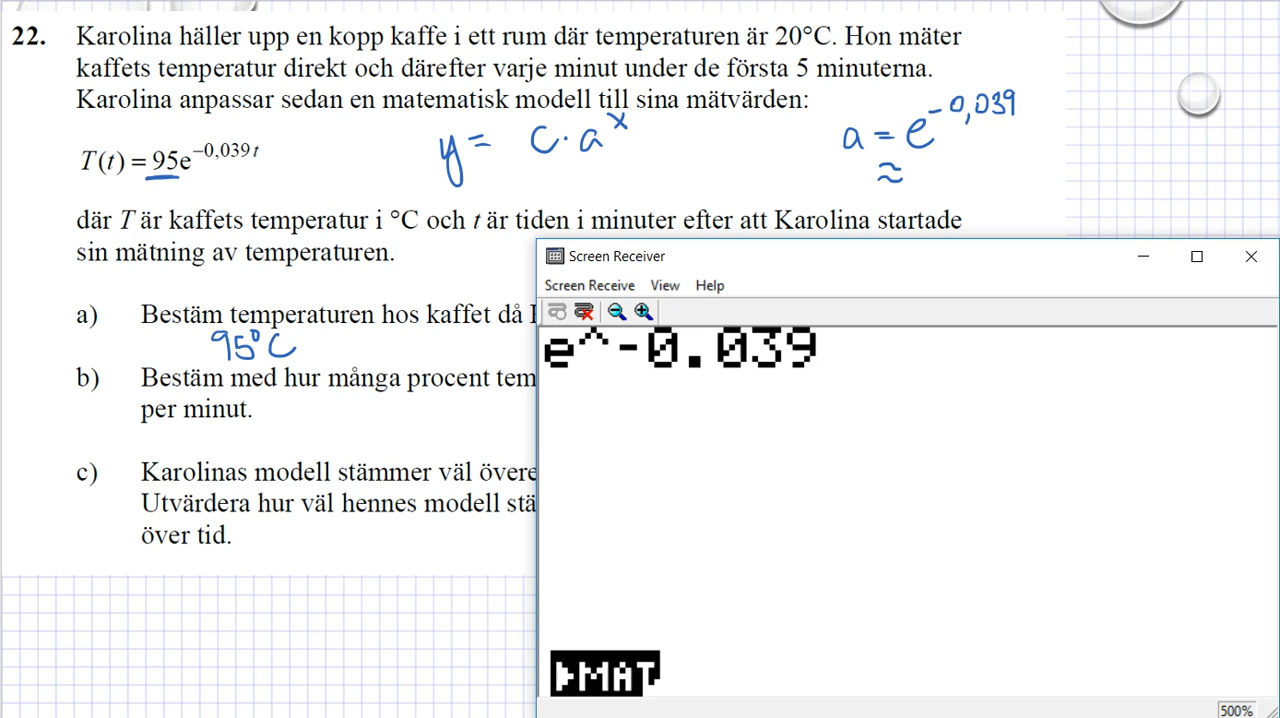 22. Karolina häller upp en kopp kaffe i ett rum där temperaturen är 20°C. Hon mäter
kaffets temperatur direkt och därefter varje minut under de första 5 minuterna.
Karolina anpassar sedan en matematisk modell till sina mätvärden:
y = C · a^x
a = e^-0,039
≈
T(t) = 95e^−0,039t
där T är kaffets temperatur i °C och t är tiden i minuter efter att Karolina startade
sin mätning av temperaturen.
a) Bestäm temperaturen hos kaffet då
95°C
b) Bestäm med hur många procent tem
per minut.
c) Karolinas modell stämmer väl övere
Utvärdera hur väl hennes modell stä
över tid.
Screen Receiver
Screen Receive View Help
e^-0.039
▶MAT
500%